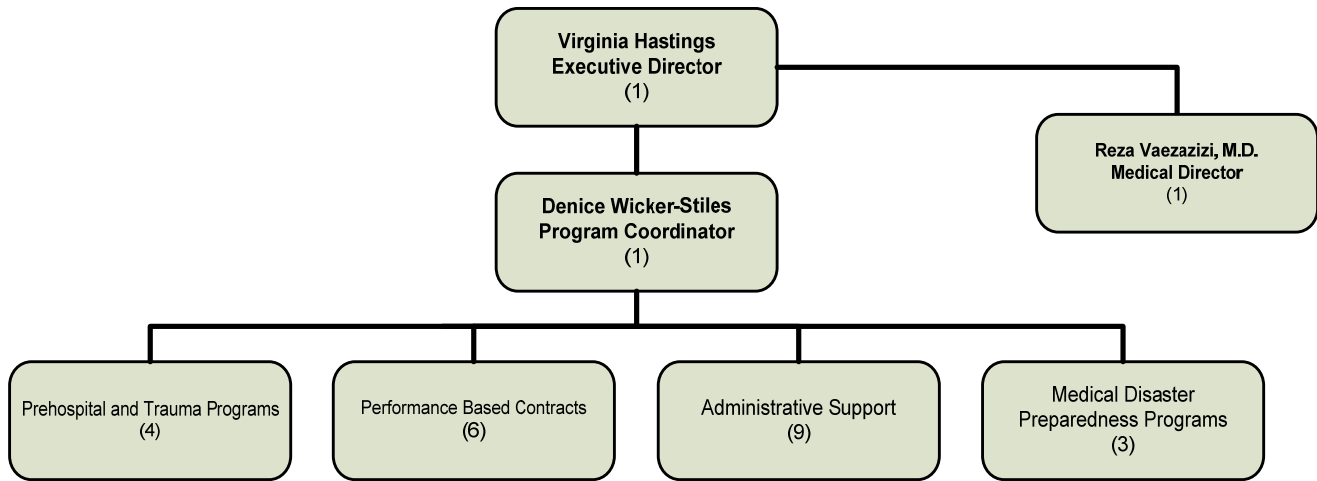 Virginia Hastings
Executive Director
(1)
Reza Vaezazizi, M.D.
Medical Director
(1)
Denice Wicker-Stiles
Program Coordinator
(1)
Prehospital and Trauma Programs
(4)
Performance Based Contracts
(6)
Administrative Support
(9)
Medical Disaster
Preparedness Programs
(3)